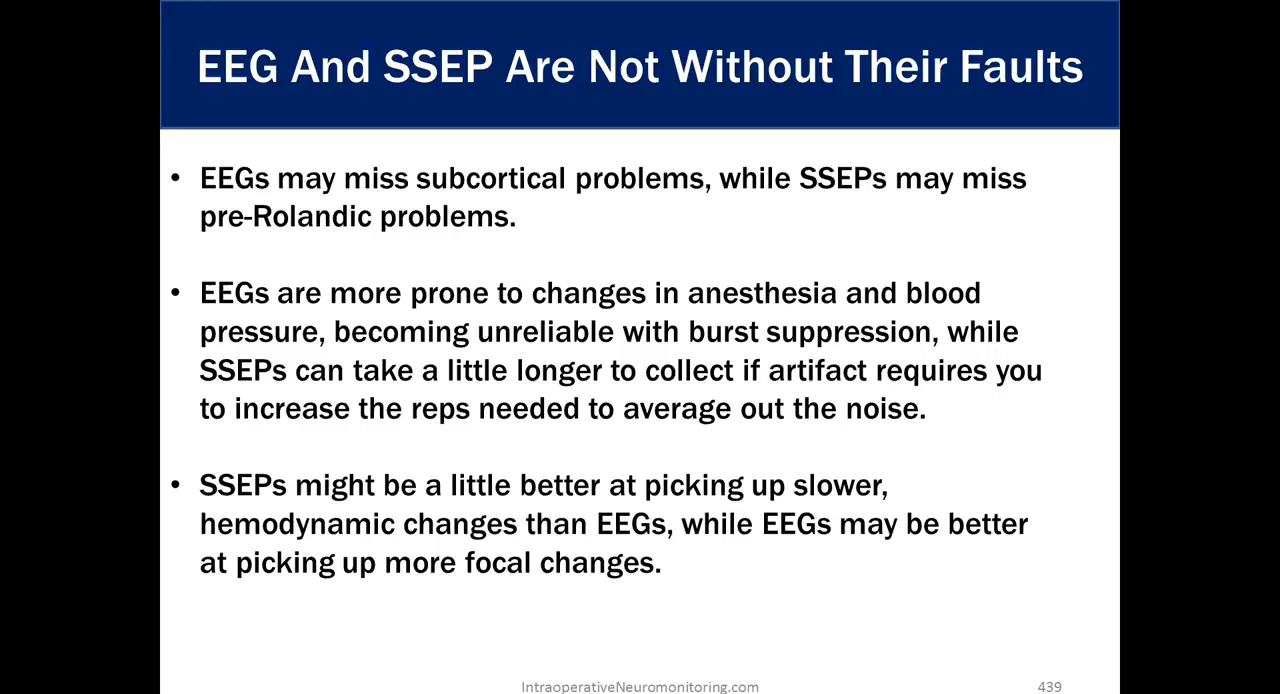 EEG And SSEP Are Not Without Their Faults
• EEGs may miss subcortical problems, while SSEPs may miss
pre-Rolandic problems.
• EEGs are more prone to changes in anesthesia and blood
pressure, becoming unreliable with burst suppression, while
SSEPs can take a little longer to collect if artifact requires you
to increase the reps needed to average out the noise.
• SSEPs might be a little better at picking up slower,
hemodynamic changes than EEGs, while EEGs may be better
at picking up more focal changes.
IntraoperativeNeuromonitoring.com
439